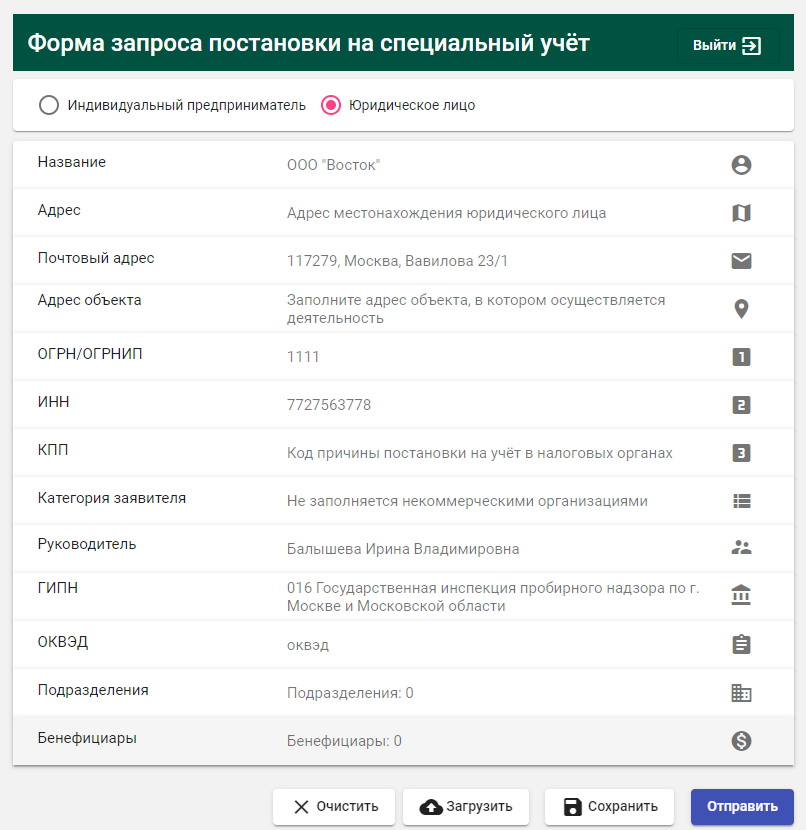 Форма запроса постановки на специальный учёт
Выйти
Индивидуальный предприниматель
Юридическое лицо
Название
ООО "Восток"
Адрес
Адрес местонахождения юридического лица
Почтовый адрес
117279, Москва, Вавилова 23/1
Адрес объекта
Заполните адрес объекта, в котором осуществляется
деятельность
ОГРН/ОГРНИП
1111
1
ИНН
7727563778
2
КПП
Код причины постановки на учёт в налоговых органах
3
Категория заявителя
Не заполняется некоммерческими организациями
Руководитель
Балышева Ирина Владимировна
ГИПН
016 Государственная инспекция пробирного надзора по г.
Москве и Московской области
ОКВЭД
оквэд
Подразделения
Подразделения: 0
Бенефициары
Бенефициары: 0
$
Очистить
Загрузить
Сохранить
Отправить